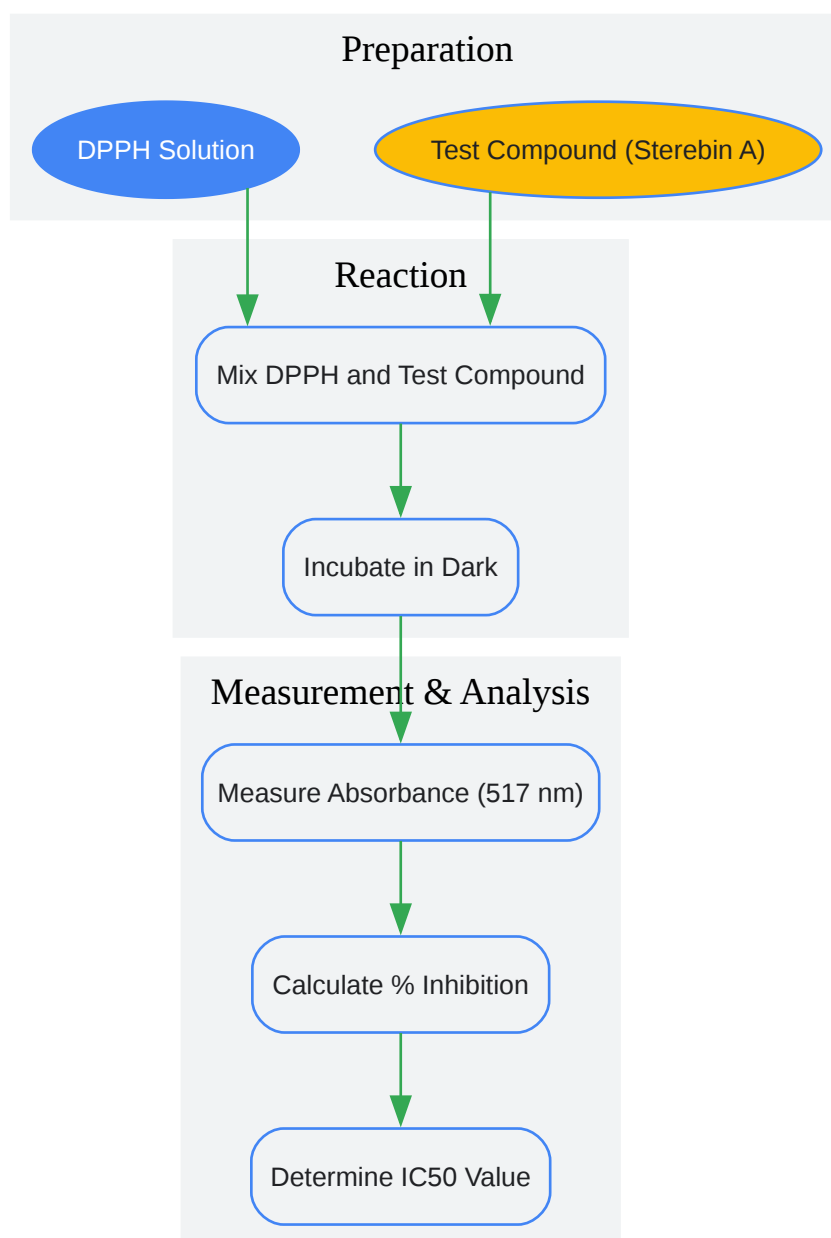 Preparation
DPPH Solution
Test Compound (Sterebin A)
Reaction
Mix DPPH and Test Compound
Incubate in Dark
Measurement & Analysis
Measure Absorbance (517 nm)
Calculate % Inhibition
Determine IC50 Value